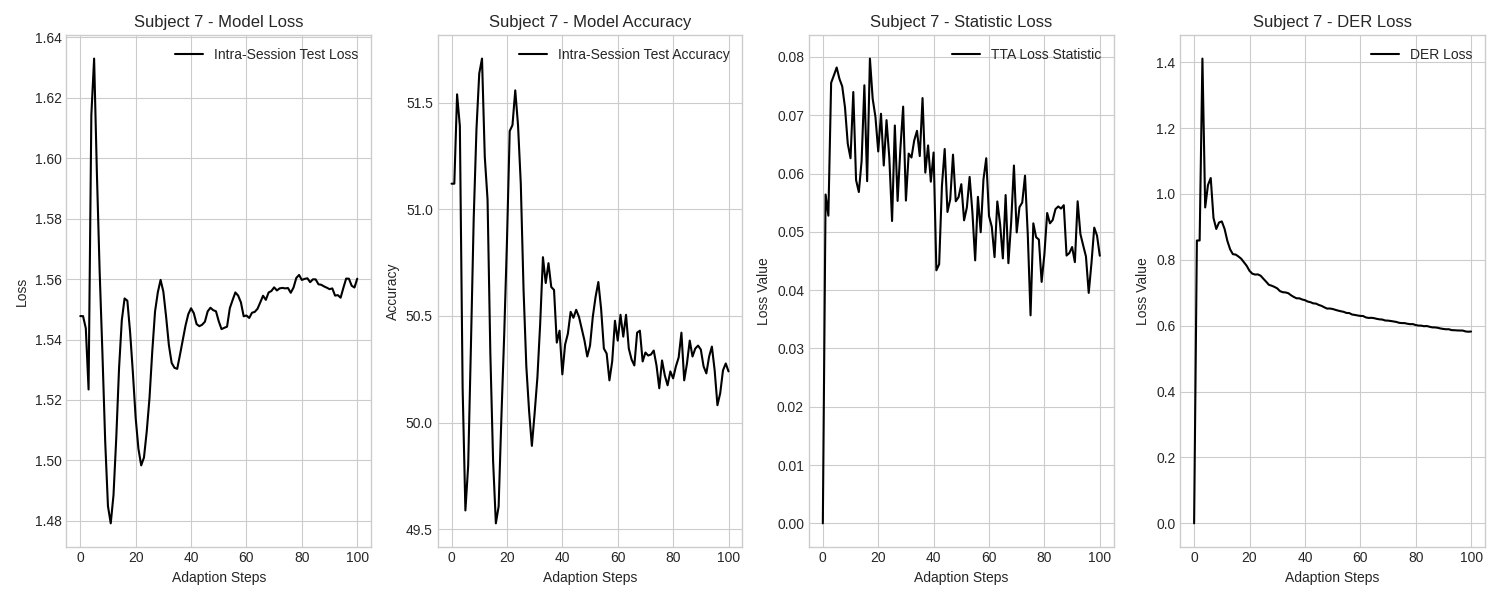 Subject 7 - Model Loss
Intra-Session Test Loss
1.64
1.62
1.60
1.58
1.56
1.54
1.52
1.50
1.48
Loss
0 20 40 60 80 100
Adaption Steps
Subject 7 - Model Accuracy
Intra-Session Test Accuracy
51.5
51.0
50.5
50.0
49.5
Accuracy
0 20 40 60 80 100
Adaption Steps
Subject 7 - Statistic Loss
TTA Loss Statistic
0.08
0.07
0.06
0.05
0.04
0.03
0.02
0.01
0.00
Loss Value
0 20 40 60 80 100
Adaption Steps
Subject 7 - DER Loss
DER Loss
1.4
1.2
1.0
0.8
0.6
0.4
0.2
0.0
Loss Value
0 20 40 60 80 100
Adaption Steps